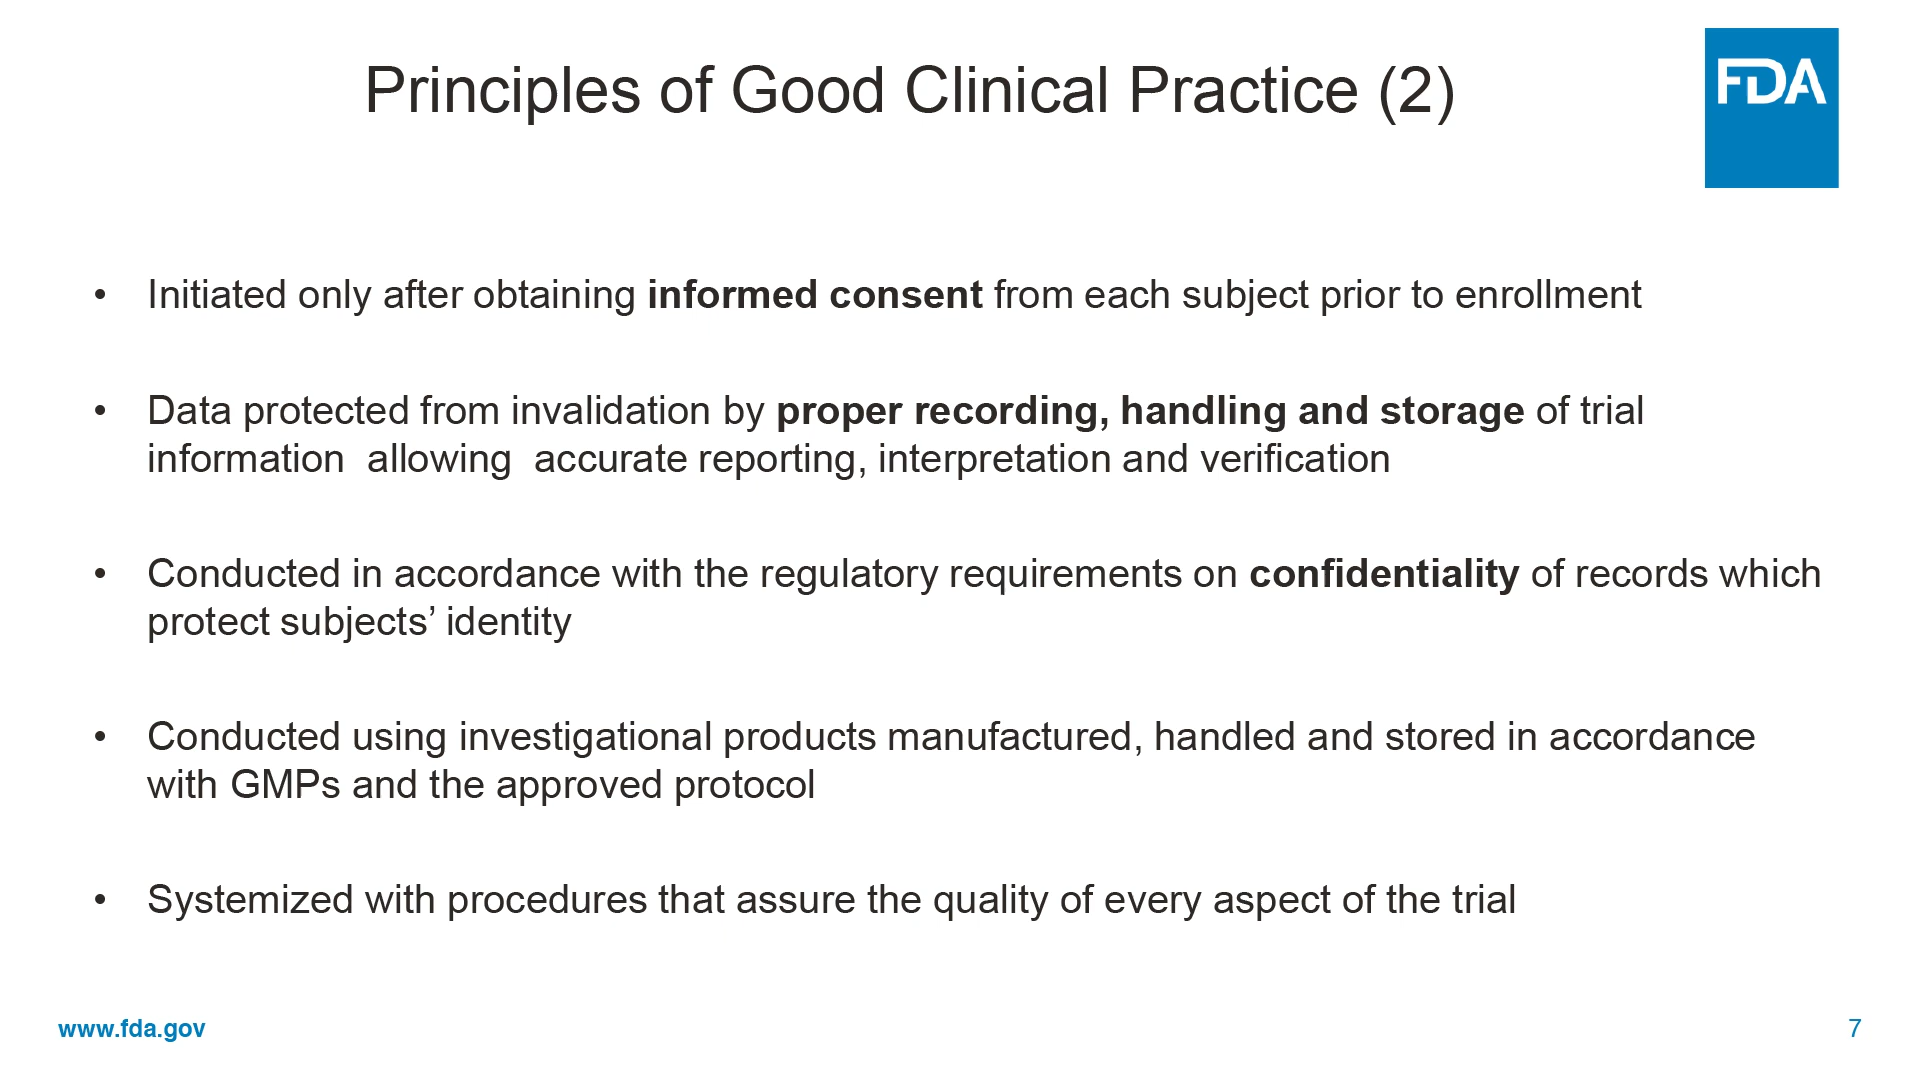 Principles of Good Clinical Practice (2)
FDA
• Initiated only after obtaining informed consent from each subject prior to enrollment
• Data protected from invalidation by proper recording, handling and storage of trial
information  allowing  accurate reporting, interpretation and verification
• Conducted in accordance with the regulatory requirements on confidentiality of records which
protect subjects’ identity
• Conducted using investigational products manufactured, handled and stored in accordance
with GMPs and the approved protocol
• Systemized with procedures that assure the quality of every aspect of the trial
www.fda.gov
7